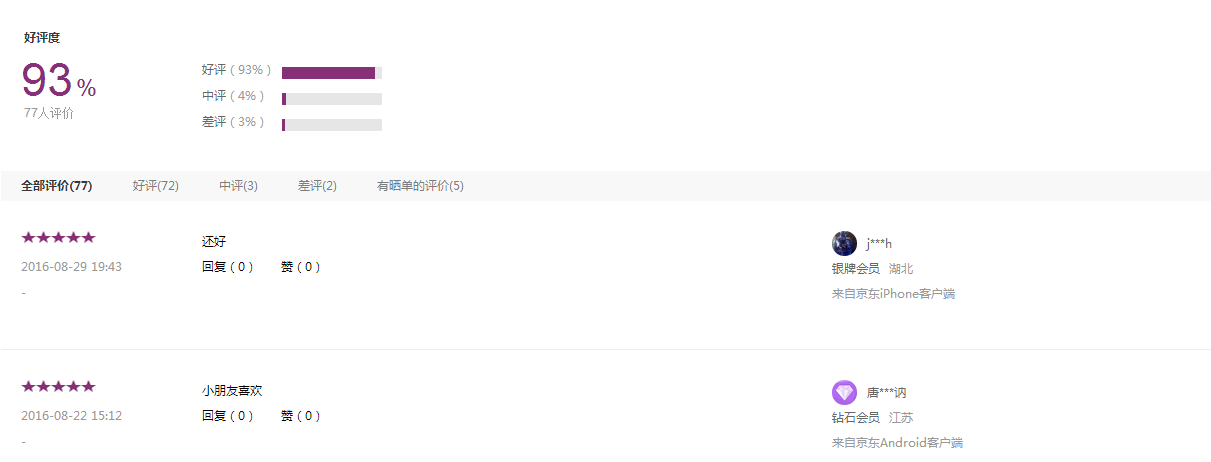 好评度
93%
77人评价
好评（93%）
中评（4%）
差评（3%）
全部评价(77) 好评(72) 中评(3) 差评(2) 有晒单的评价(5)
还好
j***h
2016-08-29 19:43 回复（0） 赞（0） 银牌会员 湖北
- 来自京东iPhone客户端
小朋友喜欢
唐***讷
2016-08-22 15:12 回复（0） 赞（0） 钻石会员 江苏
- 来自京东Android客户端